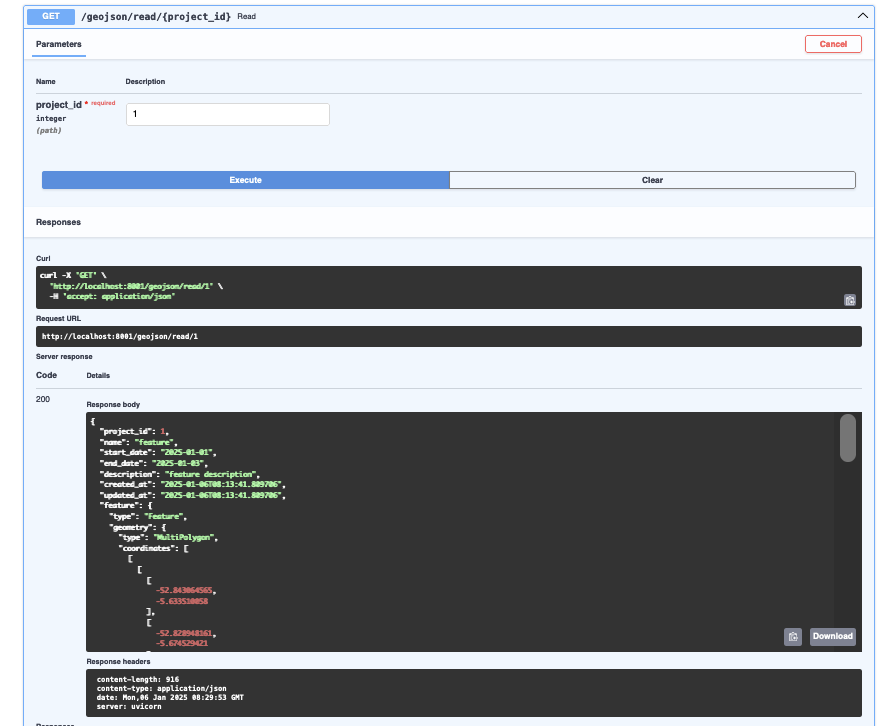 GET /geojson/read/{project_id} Read
Parameters
Cancel
Name Description
project_id * required
1
integer
(path)
Execute Clear
Responses
Curl
curl -X 'GET' \
'http://localhost:8001/geojson/read/1' \
-H 'accept: application/json'
Request URL
http://localhost:8001/geojson/read/1
Server response
Code Details
200
Response body
{
"project_id": 1,
"name": "feature",
"start_date": "2025-01-01",
"end_date": "2025-01-03",
"description": "feature description",
"created_at": "2025-01-06T08:13:41.809706",
"updated_at": "2025-01-06T08:13:41.809706",
"feature": {
"type": "Feature",
"geometry": {
"type": "MultiPolygon",
"coordinates": [
[
[
[
-52.843064565,
-5.633510058
],
[
-52.828948161,
-5.674529421
Download
Response headers
content-length: 916
content-type: application/json
date: Mon,06 Jan 2025 08:29:53 GMT
server: uvicorn
Responses